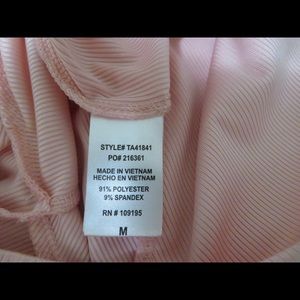 STYLE# TA41841
PO# 216361
MADE IN VIETNAM
HECHO EN VIETNAM
91% POLYESTER
9% SPANDEX
RN # 109195
M